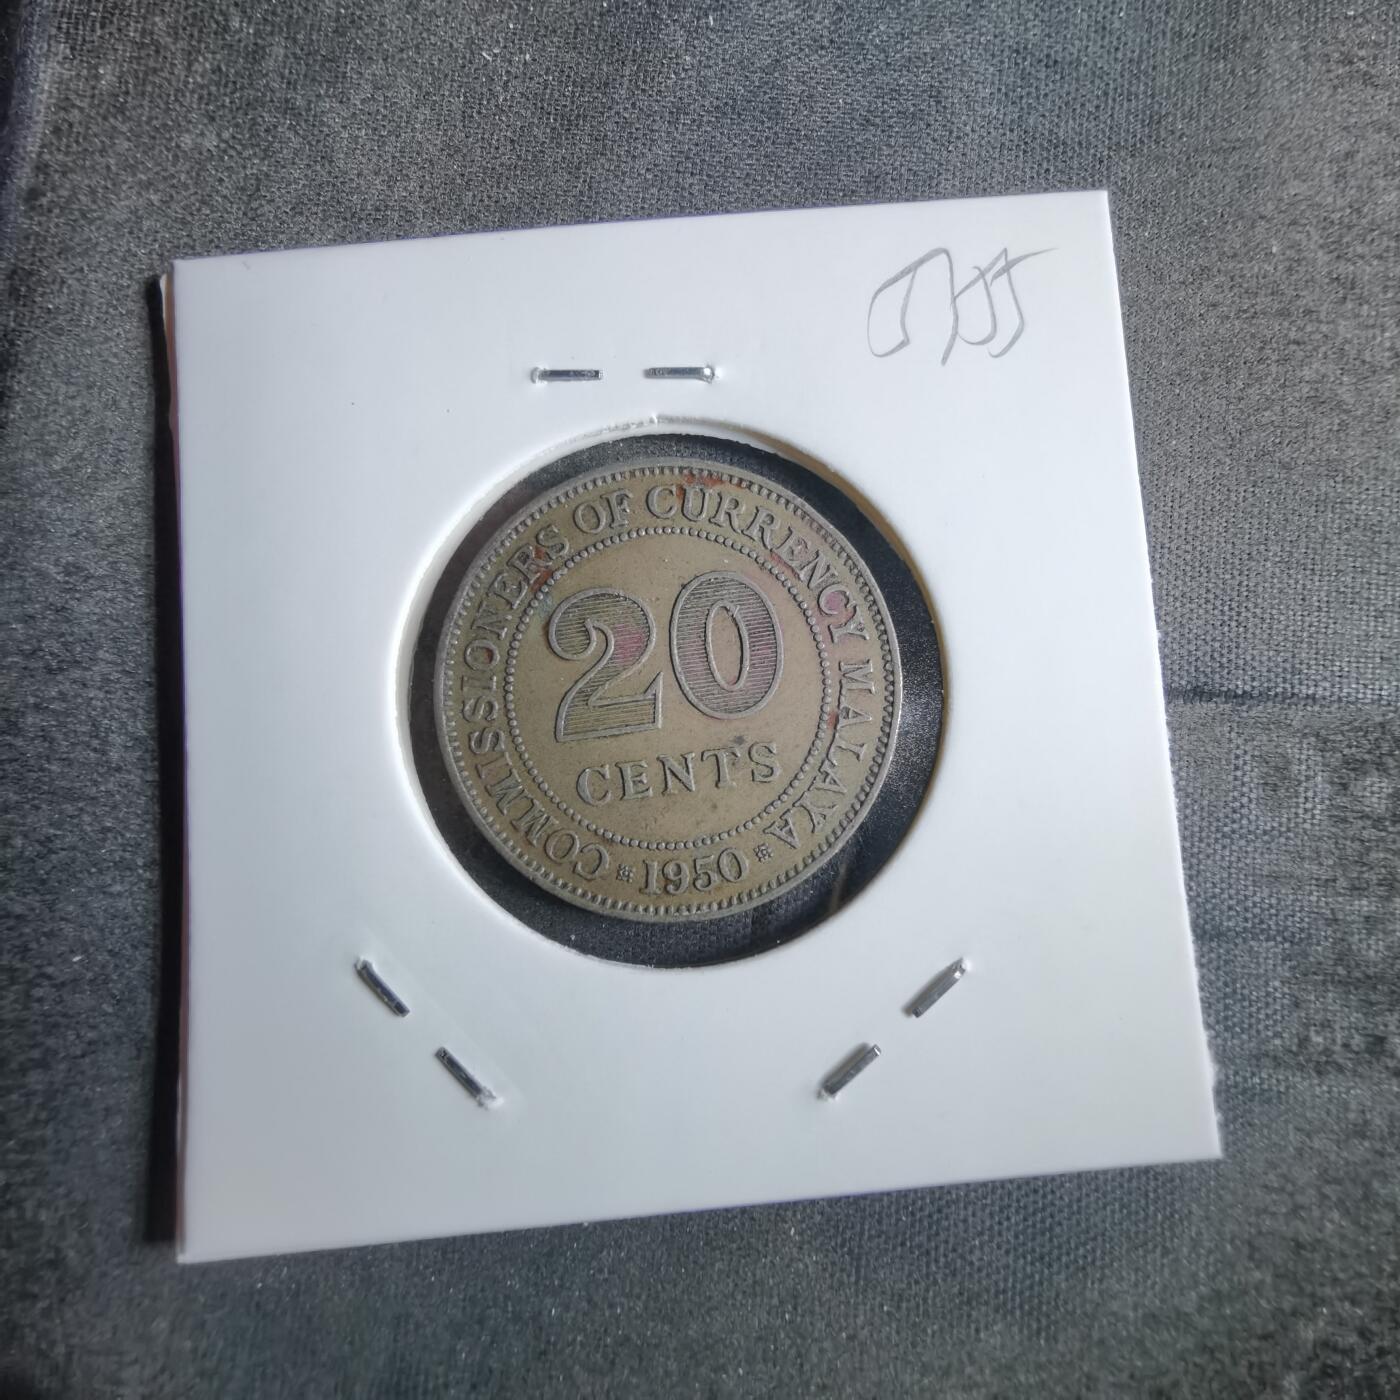 COMMISSIONERS OF CURRENCY MALAYA
20
CENTS
1950